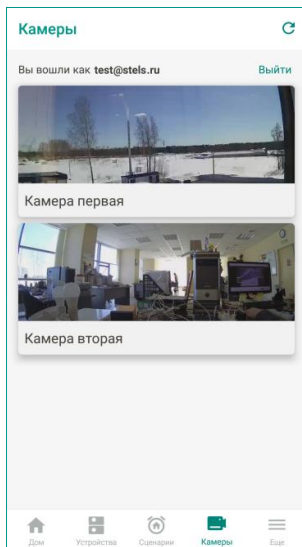 Камеры
Вы вошли как test@stels.ru Выйти
Камера первая
Камера вторая
Дом Устройства Сценарии Камеры Еще